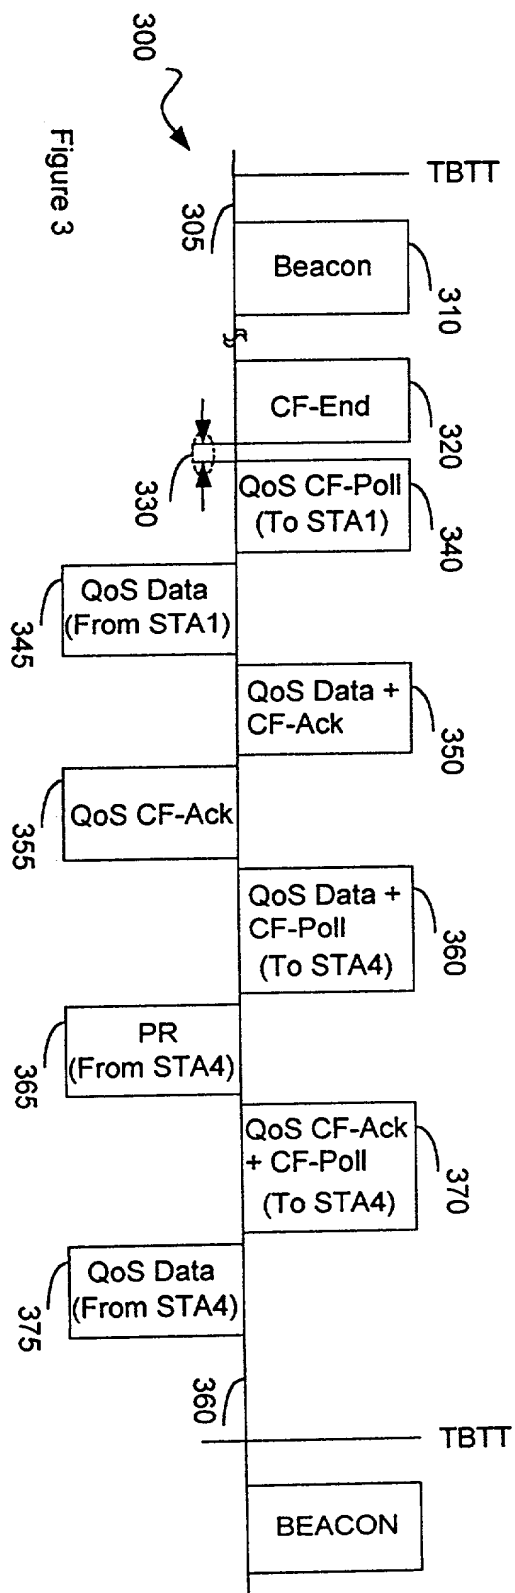 300
Figure 3
TBTT
305
Beacon
310
CF-End
320
330
QoS CF-Poll
(To STA1)
340
QoS Data
(From STA1)
345
QoS Data +
CF-Ack
350
QoS CF-Ack
355
QoS Data +
CF-Poll
(To STA4)
360
PR
(From STA4)
365
QoS CF-Ack
+ CF-Poll
(To STA4)
370
QoS Data
(From STA4)
375
360
TBTT
BEACON